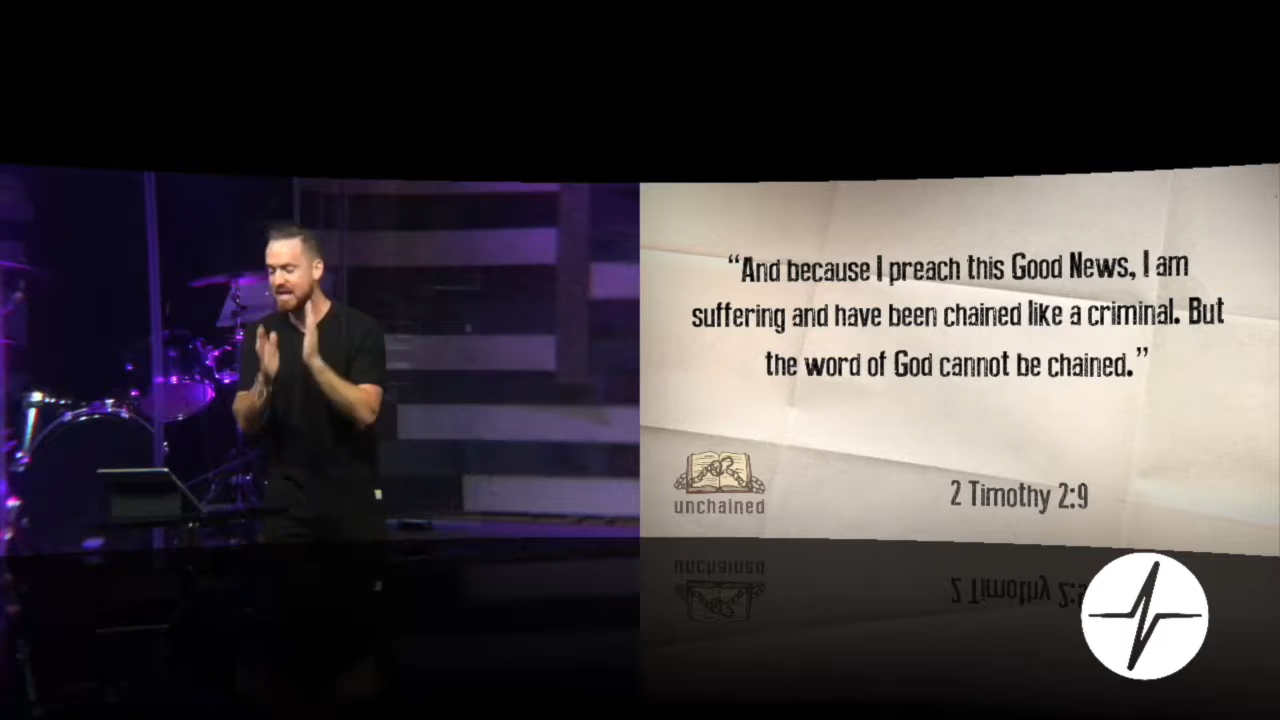 “And because I preach this Good News, I am
suffering and have been chained like a criminal. But
the word of God cannot be chained.”
unchained
2 Timothy 2:9